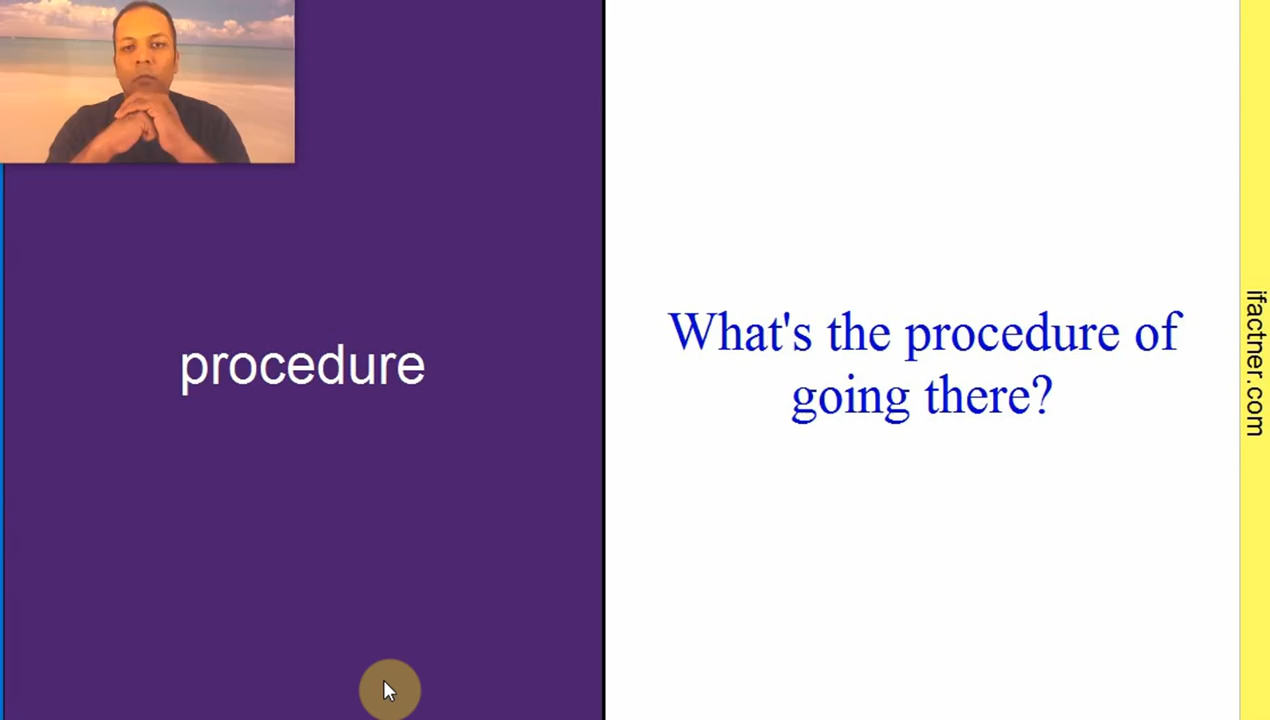 procedure
What's the procedure of
going there?
ifactner.com